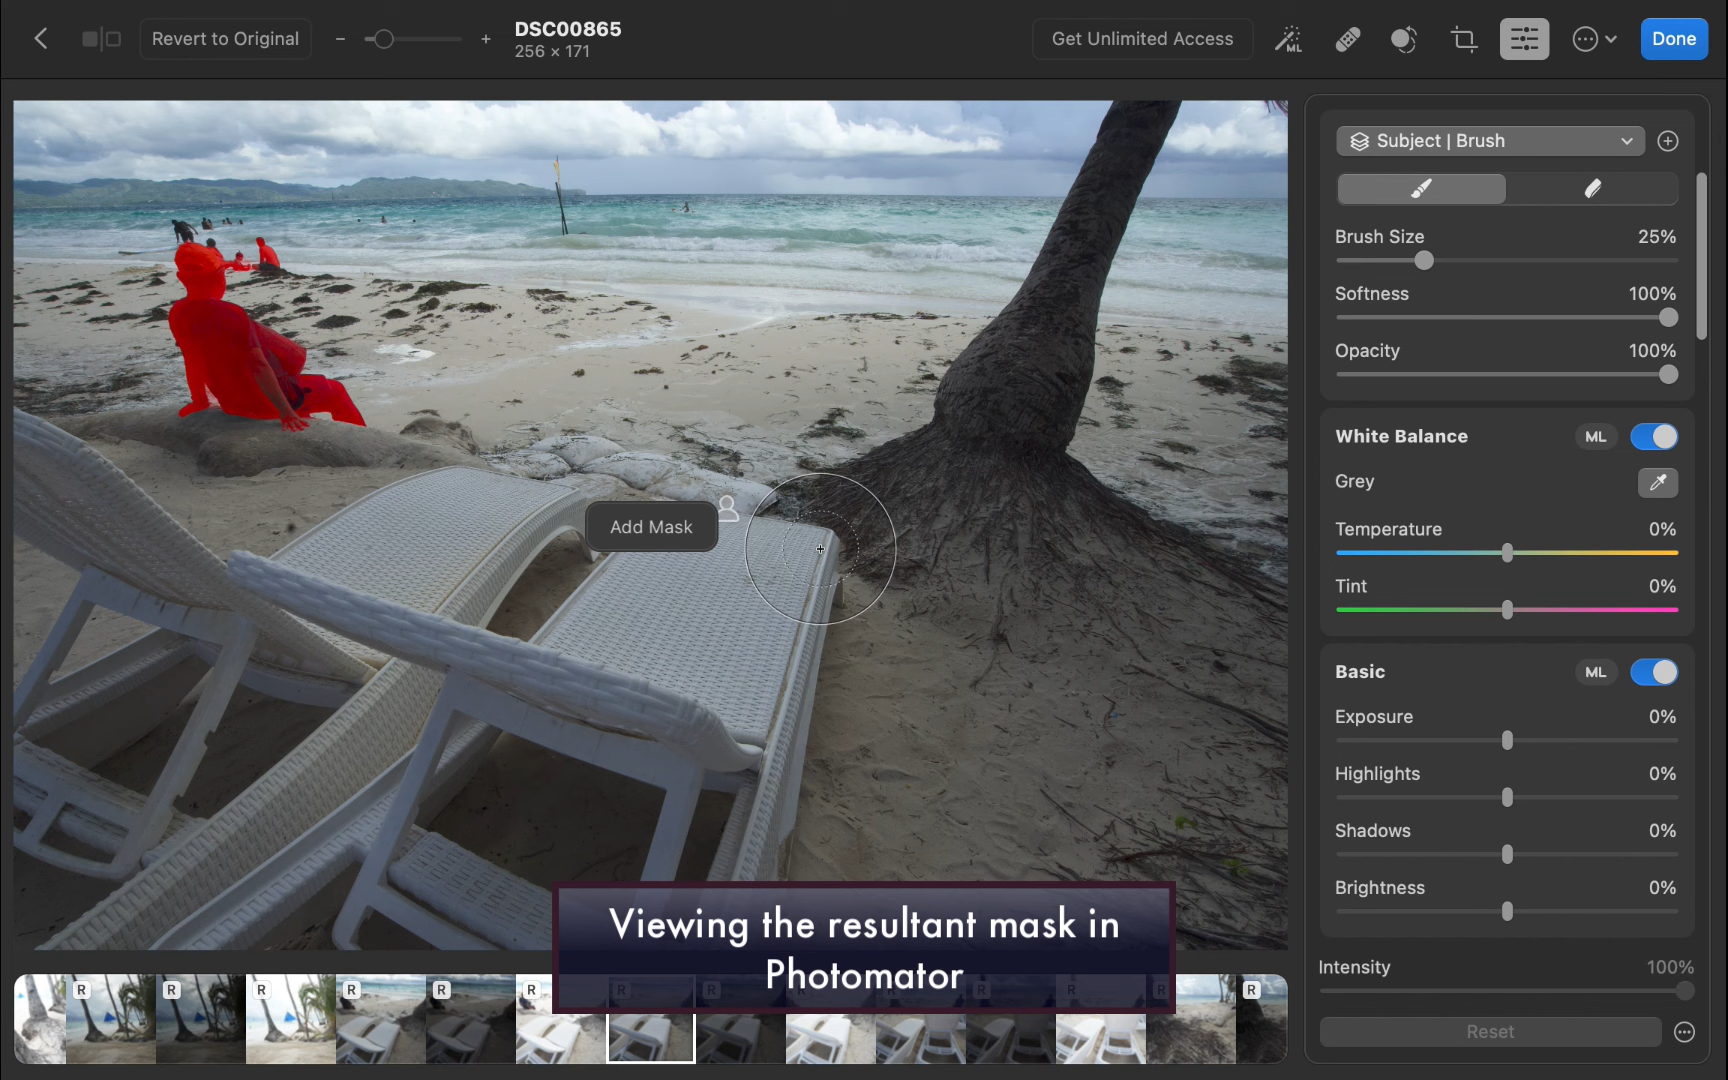 Revert to Original
DSC00865
256 × 171
Get Unlimited Access
ML
Done
Subject | Brush
Brush Size 25%
Softness 100%
Opacity 100%
White Balance ML
Grey
Temperature 0%
Tint 0%
Basic ML
Exposure 0%
Highlights 0%
Shadows 0%
Brightness 0%
Intensity 100%
Reset
Add Mask
Viewing the resultant mask in
Photomator
R R R R R R R R R R R R R